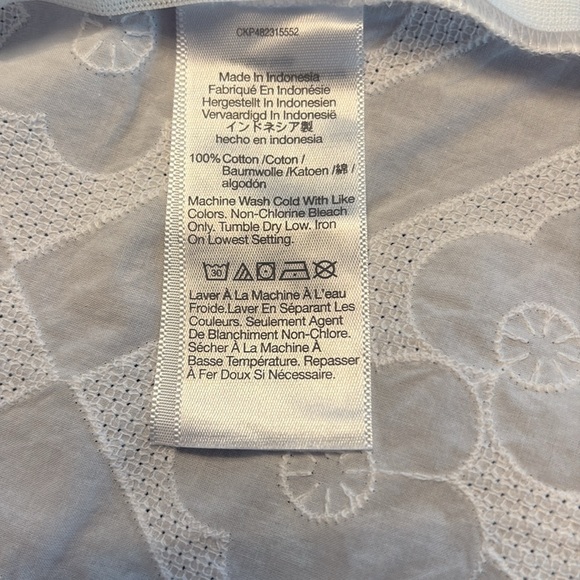 CKP482315552
Made In Indonesia
Fabriqué En Indonésie
Hergestellt In Indonesien
Vervaardigd In Indonesië
インドネシア製
hecho en indonesia
100% Cotton /Coton /
Baumwolle /Katoen /綿 /
algodón
Machine Wash Cold With Like
Colors. Non-Chlorine Bleach
Only. Tumble Dry Low. Iron
On Lowest Setting.
30
Laver À La Machine À L'eau
Froide.Laver En Séparant Les
Couleurs. Seulement Agent
De Blanchiment Non-Chlore.
Sécher À La Machine À
Basse Température. Repasser
À Fer Doux Si Nécessaire.